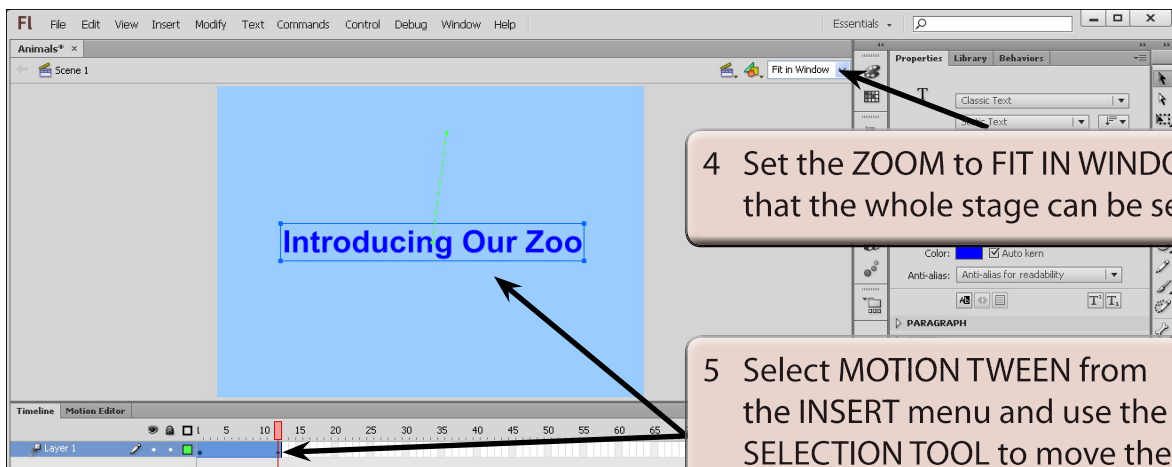 Fl File Edit View Insert Modify Text Commands Control Debug Window Help Essentials
Animals* ×
Scene 1 Fit in Window
Properties Library Behaviors
T Classic Text
Text
4 Set the ZOOM to FIT IN
that the whole stage can be
Introducing Our Zoo
Color: Auto kern
Anti-alias: Anti-alias for readability
T¹ T₁
PARAGRAPH
5 Select MOTION TWEEN from
the INSERT menu and use the
SELECTION TOOL to move the
Timeline Motion Editor
1 5 10 15 20 25 30 35 40 45 50 55 60 65
Layer 1